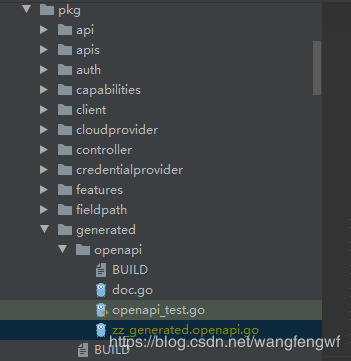 pkg
api
apis
auth
capabilities
client
cloudprovider
controller
credentialprovider
features
fieldpath
generated
openapi
BUILD
doc.go
openapi_test.go
zz_generated.openapi.go
https://blog.csdn.net/wangfengwf
BUILD